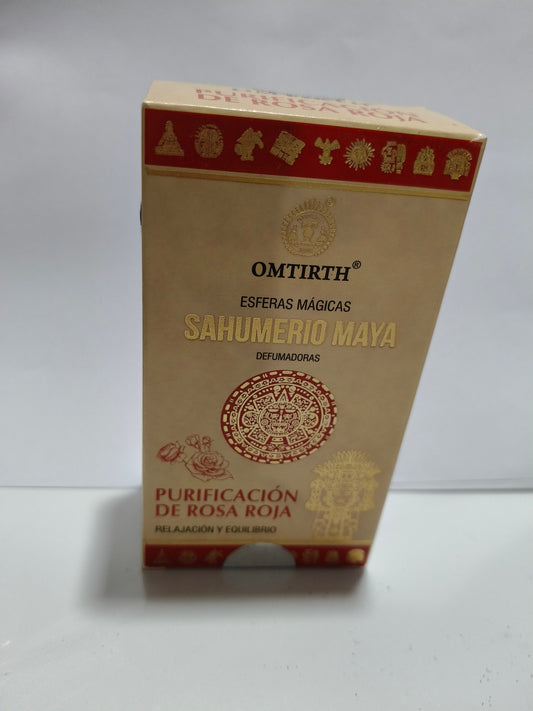 PURIFICACIÓN
DE ROSA ROJA
OMTIRTH®
ESFERAS MÁGICAS
SAHUMERIO MAYA
DEFUMADORAS
PURIFICACIÓN
DE ROSA ROJA
RELAJACIÓN Y EQUILIBRIO